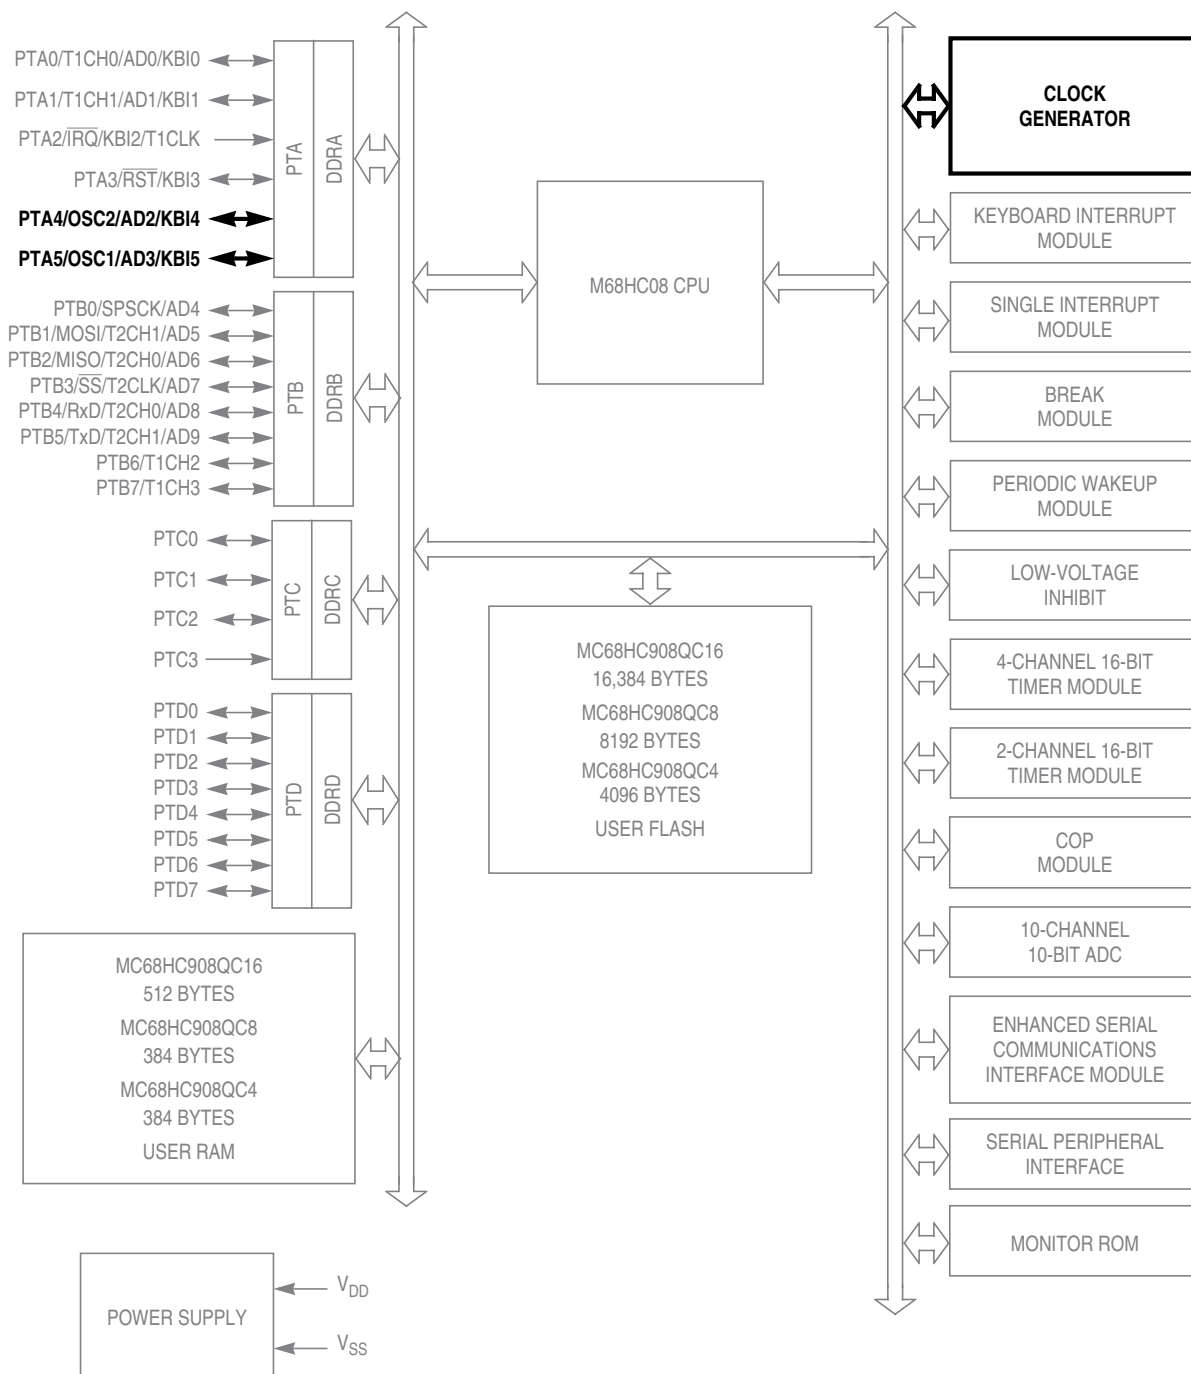 PTA0/T1CH0/AD0/KBI0
PTA1/T1CH1/AD1/KBI1
PTA2/IRQ/KBI2/T1CLK
PTA3/RST/KBI3
PTA4/OSC2/AD2/KBI4
PTA5/OSC1/AD3/KBI5
PTA
DDRA
PTB0/SPSCK/AD4
PTB1/MOSI/T2CH1/AD5
PTB2/MISO/T2CH0/AD6
PTB3/SS/T2CLK/AD7
PTB4/RxD/T2CH0/AD8
PTB5/TxD/T2CH1/AD9
PTB6/T1CH2
PTB7/T1CH3
PTB
DDRB
PTC0
PTC1
PTC2
PTC3
PTC
DDRC
PTD0
PTD1
PTD2
PTD3
PTD4
PTD5
PTD6
PTD7
PTD
DDRD
MC68HC908QC16
512 BYTES
MC68HC908QC8
384 BYTES
MC68HC908QC4
384 BYTES
USER RAM
POWER SUPPLY
VDD
VSS
M68HC08 CPU
MC68HC908QC16
16,384 BYTES
MC68HC908QC8
8192 BYTES
MC68HC908QC4
4096 BYTES
USER FLASH
CLOCK
GENERATOR
KEYBOARD INTERRUPT
MODULE
SINGLE INTERRUPT
MODULE
BREAK
MODULE
PERIODIC WAKEUP
MODULE
LOW-VOLTAGE
INHIBIT
4-CHANNEL 16-BIT
TIMER MODULE
2-CHANNEL 16-BIT
TIMER MODULE
COP
MODULE
10-CHANNEL
10-BIT ADC
ENHANCED SERIAL
COMMUNICATIONS
INTERFACE MODULE
SERIAL PERIPHERAL
INTERFACE
MONITOR ROM